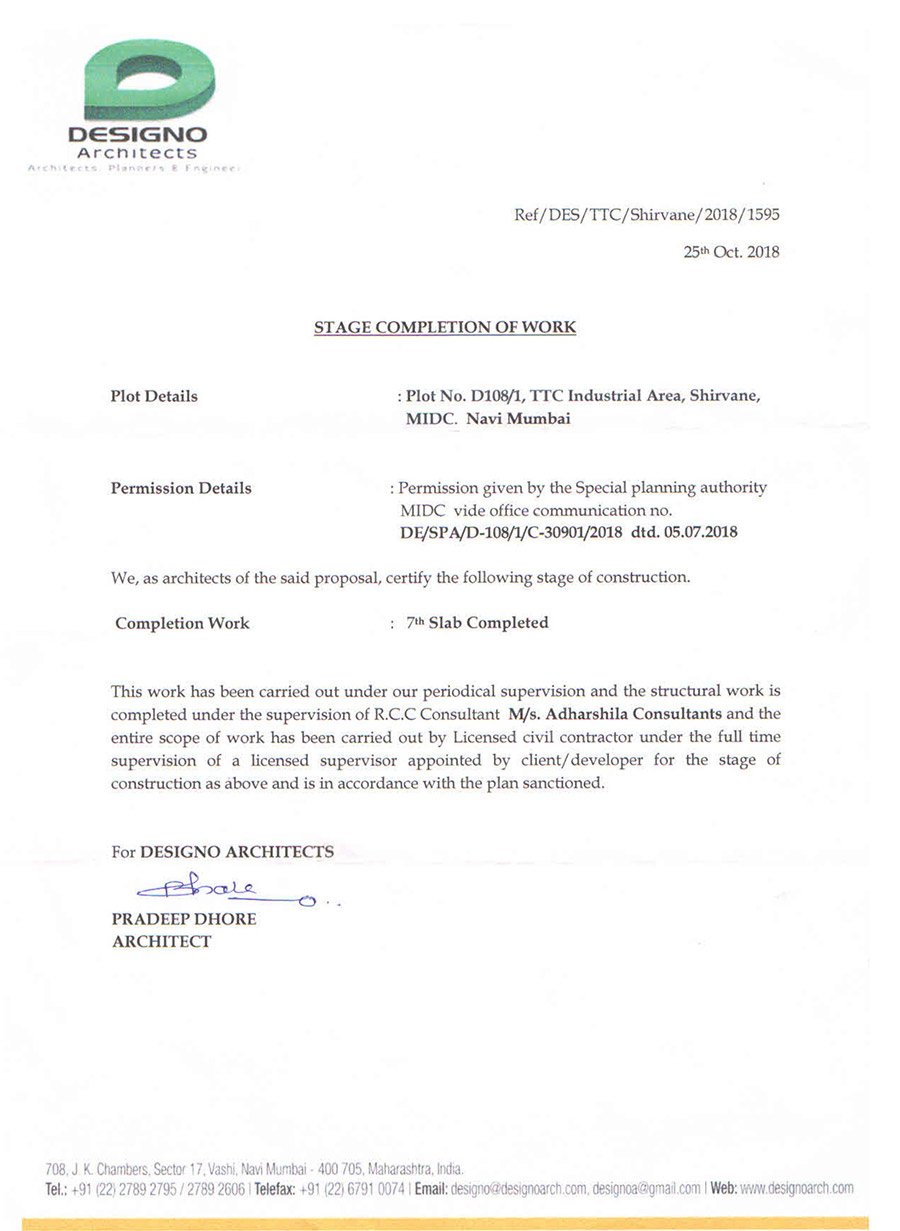 DESIGNO
Architects
Architects, Planners & Engineer
Ref/DES/TTC/Shirvane/2018/1595
25th Oct. 2018
STAGE COMPLETION OF WORK
Plot Details : Plot No. D108/1, TTC Industrial Area, Shirvane,
MIDC. Navi Mumbai
Permission Details : Permission given by the Special planning authority
MIDC vide office communication no.
DE/SPA/D-108/1/C-30901/2018 dtd. 05.07.2018
We, as architects of the said proposal, certify the following stage of construction.
Completion Work : 7th Slab Completed
This work has been carried out under our periodical supervision and the structural work is
completed under the supervision of R.C.C Consultant M/s. Adharshila Consultants and the
entire scope of work has been carried out by Licensed civil contractor under the full time
supervision of a licensed supervisor appointed by client/developer for the stage of
construction as above and is in accordance with the plan sanctioned.
For DESIGNO ARCHITECTS
PRADEEP DHORE
ARCHITECT
708, J. K. Chambers, Sector 17, Vashi, Navi Mumbai - 400 705, Maharashtra, India.
Tel.: +91 (22) 2789 2795 / 2789 2606 | Telefax: +91 (22) 6791 0074 | Email: designo@designoarch.com, designoa@gmail.com | Web: www.designoarch.com